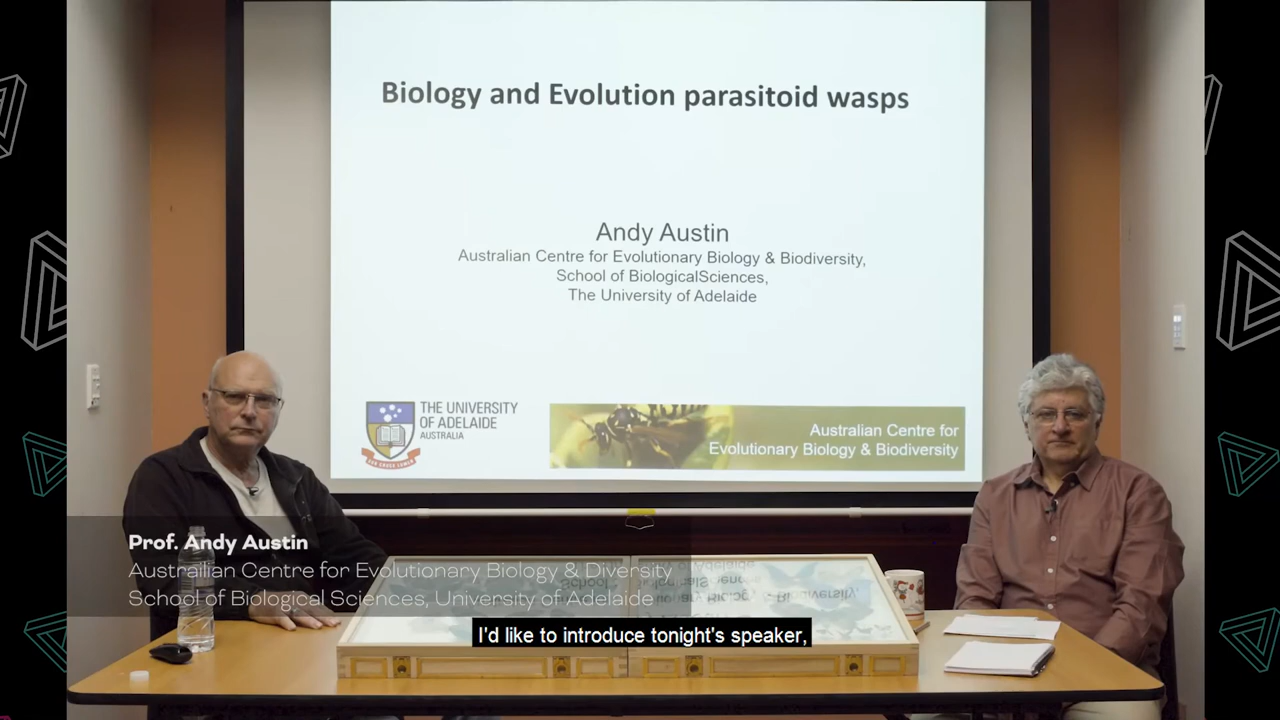 Biology and Evolution parasitoid wasps
Andy Austin
Australian Centre for Evolutionary Biology & Biodiversity,
School of BiologicalSciences,
The University of Adelaide
THE UNIVERSITY
OF ADELAIDE
AUSTRALIA
Australian Centre for
Evolutionary Biology & Biodiversity
Prof. Andy Austin
Austrailian Centre for Evolutionary Biology & Diversity
School of Biological Sciences, University of Adelaide
I'd like to introduce tonight's speaker,